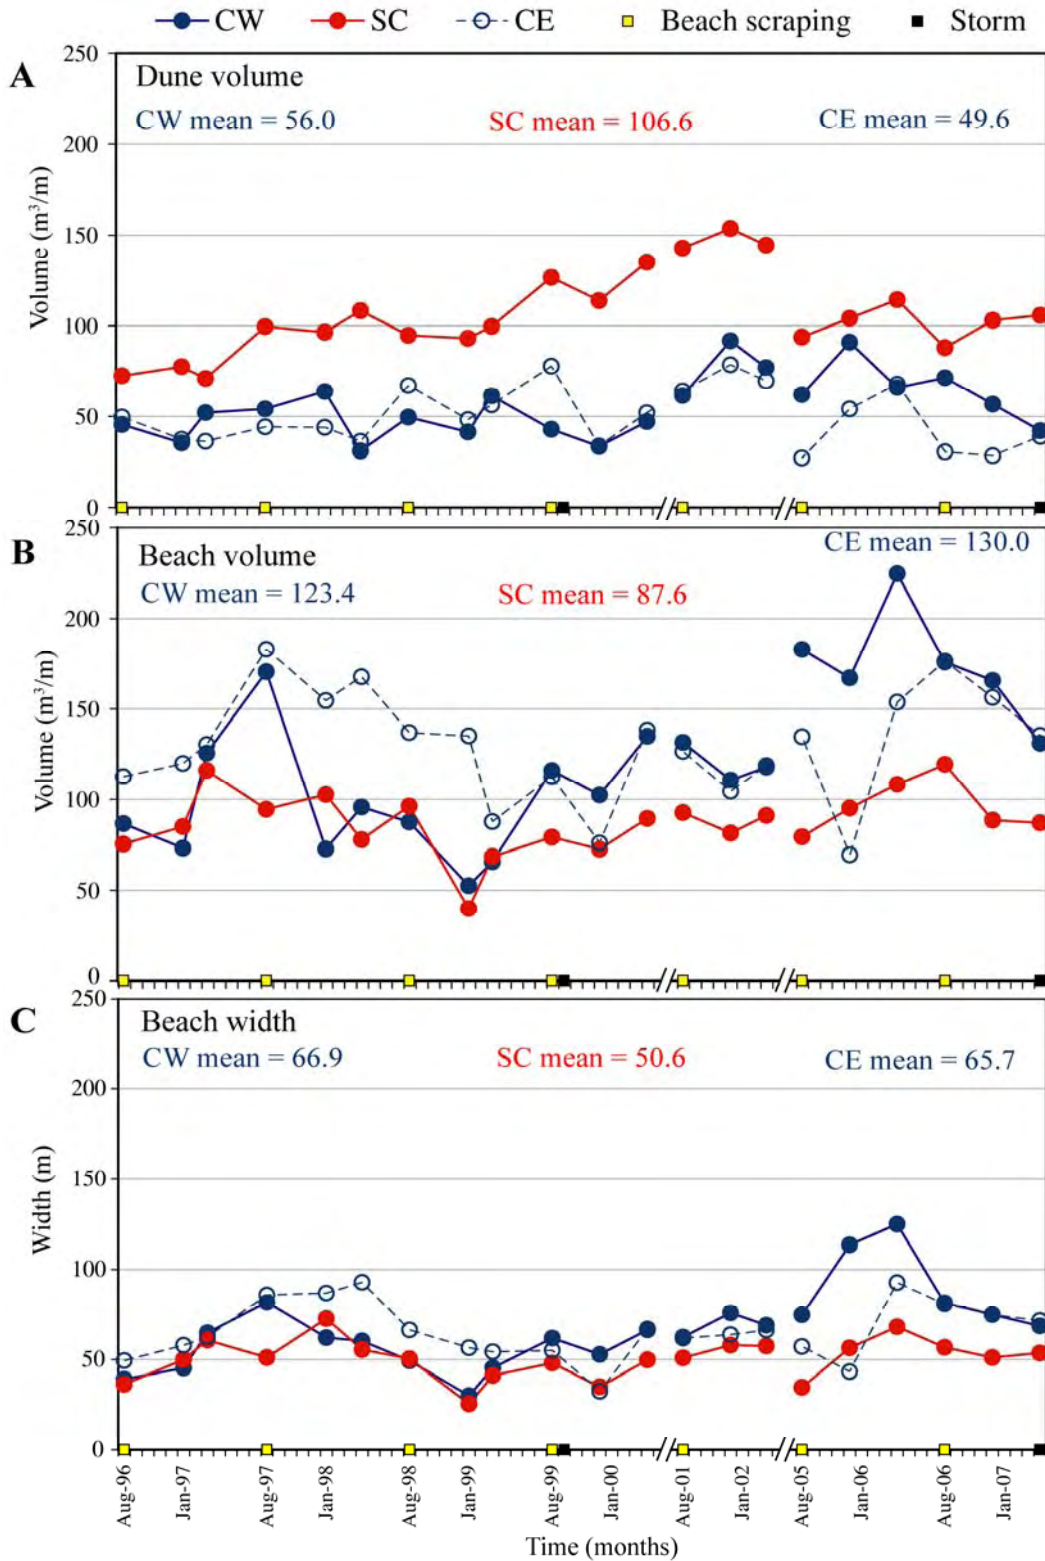 CW SC CE Beach scraping Storm
A
Dune volume
CW mean = 56.0 SC mean = 106.6 CE mean = 49.6
Volume (m³/m)
250
200
150
100
50
0
B
Beach volume
CW mean = 123.4 SC mean = 87.6 CE mean = 130.0
Volume (m³/m)
250
200
150
100
50
0
C
Beach width
CW mean = 66.9 SC mean = 50.6 CE mean = 65.7
Width (m)
250
200
150
100
50
0
Aug-96 Jan-97 Aug-97 Jan-98 Aug-98 Jan-99 Aug-99 Jan-00 Aug-01 Jan-02 Aug-05 Jan-06 Aug-06 Jan-07
Time (months)